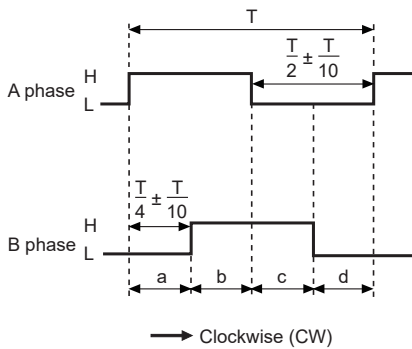 T
T/2 ± T/10
H
A phase
L
T/4 ± T/10
H
B phase
L
a b c d
Clockwise (CW)